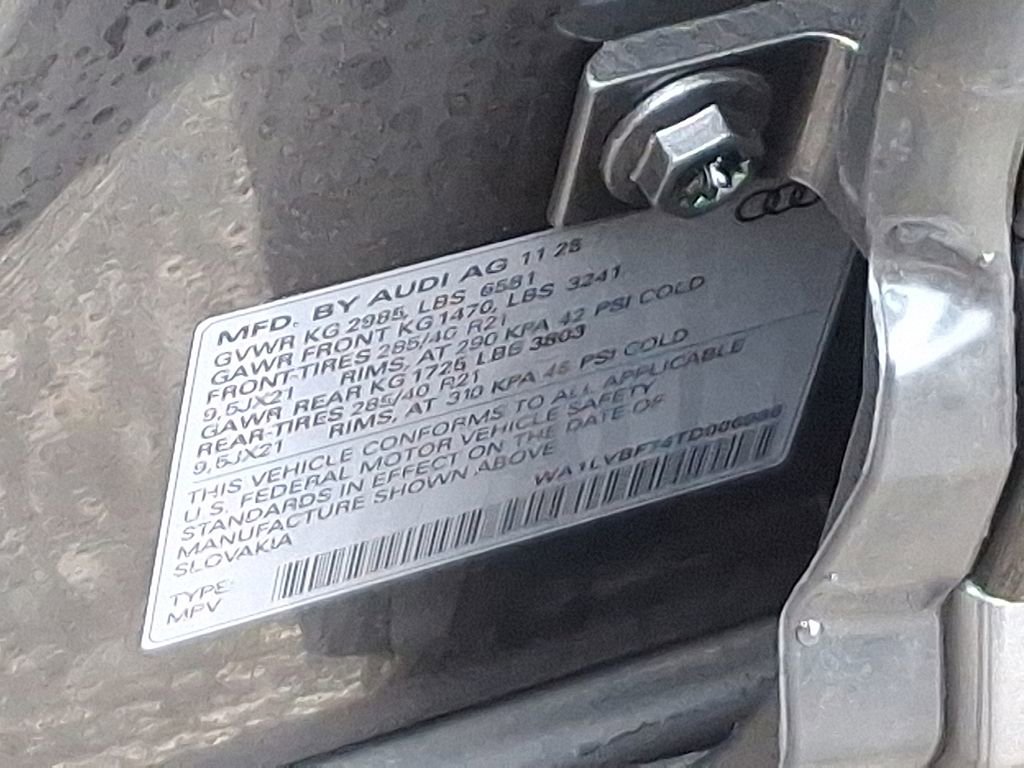 MFD. BY AUDI AG 11 25
GVWR KG 2985, LBS 6581
GAWR FRONT KG 1470, LBS 3241
FRONT-TIRES 285/40 R21
9,5JX21 RIMS, AT 290 KPA 42 PSI COLD
GAWR REAR KG 1725 LBS 3803
REAR-TIRES 285/40 R21
9,5JX21 RIMS, AT 310 KPA 45 PSI COLD
THIS VEHICLE CONFORMS TO ALL APPLICABLE
U.S. FEDERAL MOTOR VEHICLE SAFETY
STANDARDS IN EFFECT ON THE DATE OF
MANUFACTURE SHOWN ABOVE
SLOVAKIA
TYPE:
MPV